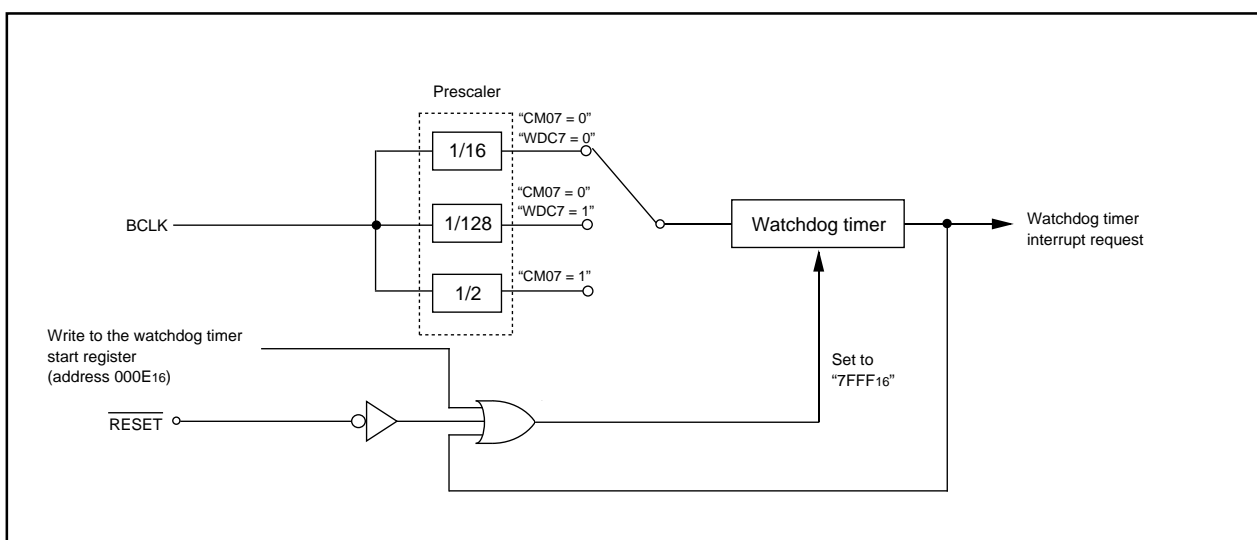 Prescaler
“CM07 = 0”
“WDC7 = 0”
1/16
“CM07 = 0”
“WDC7 = 1”
BCLK
1/128
Watchdog timer
Watchdog timer
interrupt request
“CM07 = 1”
1/2
Write to the watchdog timer
start register
(address 000E16)
Set to
“7FFF16”
RESET